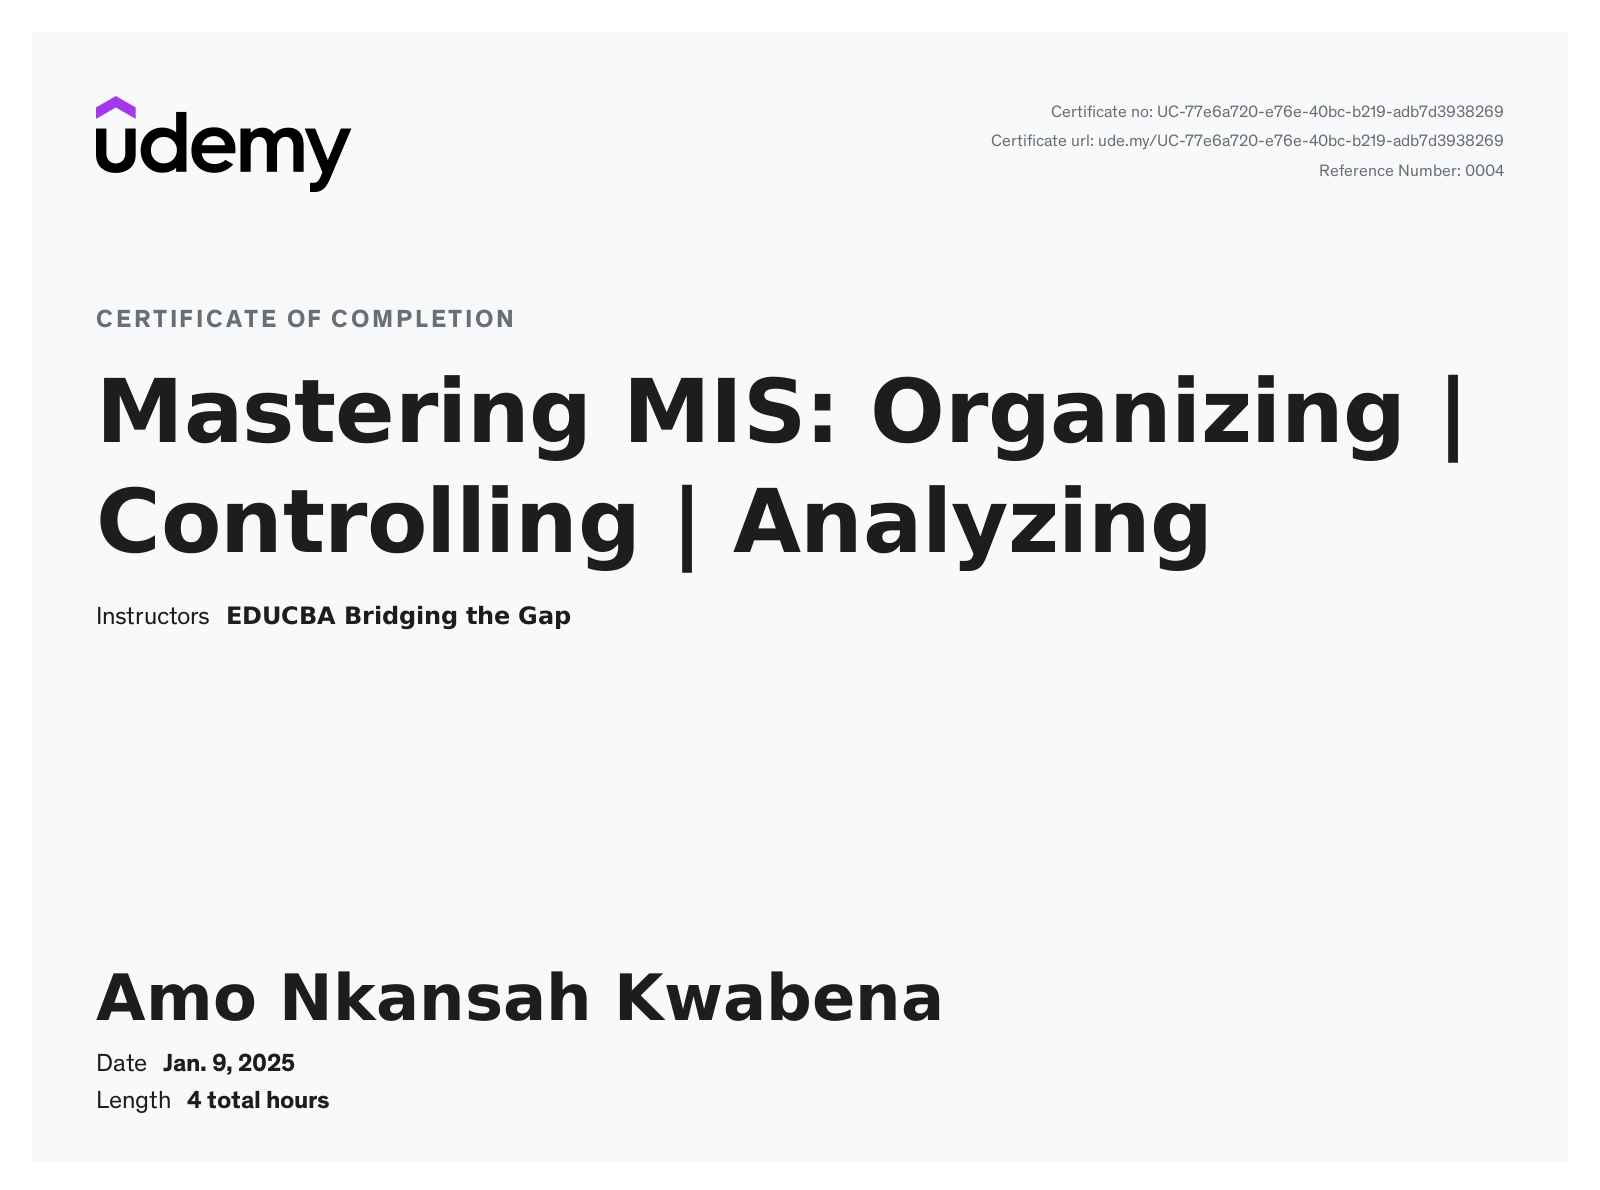 udemy
Certificate no: UC-77e6a720-e76e-40bc-b219-adb7d3938269
Certificate url: ude.my/UC-77e6a720-e76e-40bc-b219-adb7d3938269
Reference Number: 0004
CERTIFICATE OF COMPLETION
Mastering MIS: Organizing |
Controlling | Analyzing
Instructors EDUCBA Bridging the Gap
Amo Nkansah Kwabena
Date Jan. 9, 2025
Length 4 total hours